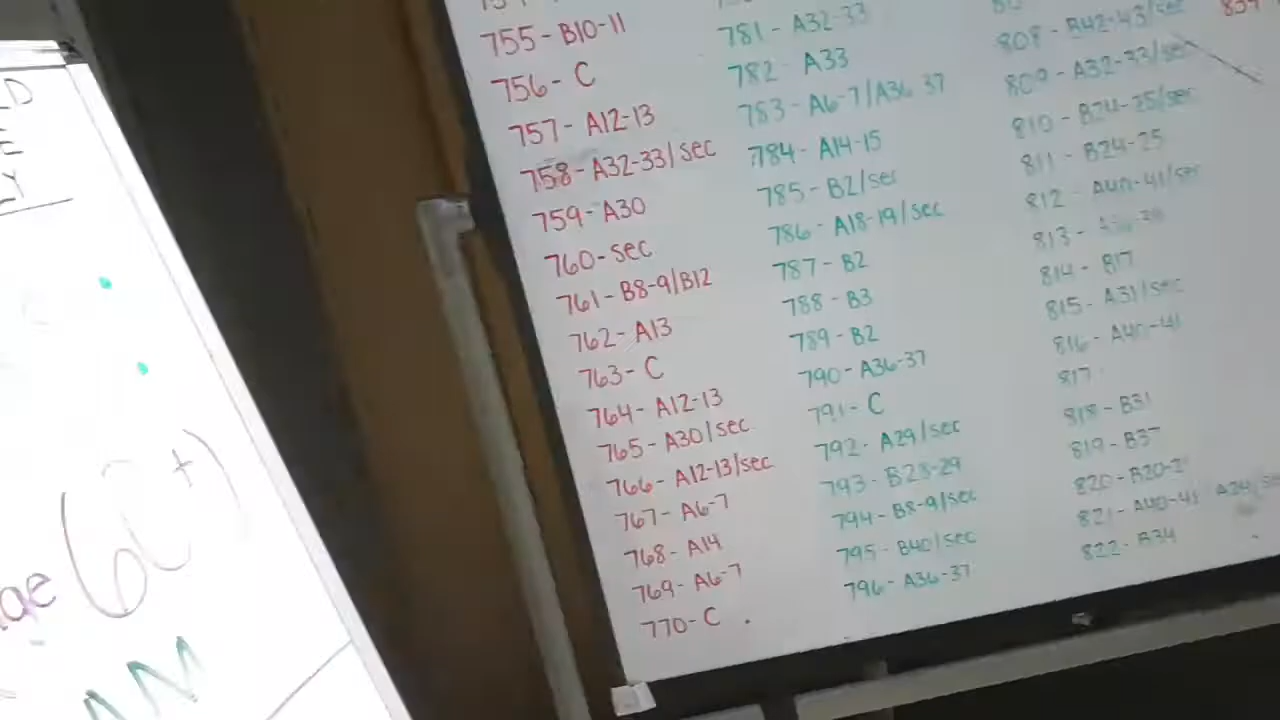 D
E
Y
60+
ae
AM
755 - B10-11
756 - C
757 - A12-13
758 - A32-33/sec
759 - A30
760 - sec
761 - B8-9/B12
762 - A13
763 - C
764 - A12-13
765 - A30/sec
766 - A12-13/sec
767 - A6-7
768 - A14
769 - A6-7
770 - C
781 - A32-33
782 A33
783 - A6-7/A36-37
784 - A14-15
785 - B2/sec
786 - A18-19/sec
787 - B2
788 - B3
789 - B2
790 - A36-37
791 - C
792 - A29/sec
793 - B28-29
794 - B8-9/sec
795 - B40/sec
796 - A36-37
808 - B42-43/sec
809 - A32-33/sec
810 - B24-25/sec
811 - B24-25
812 - A40-41/sec
813 -
814 - B17
815 - A31/sec
816 - A40-41
817
818 - B31
819 - B37
820 - B20-21
821 - A40-41
822 - B34